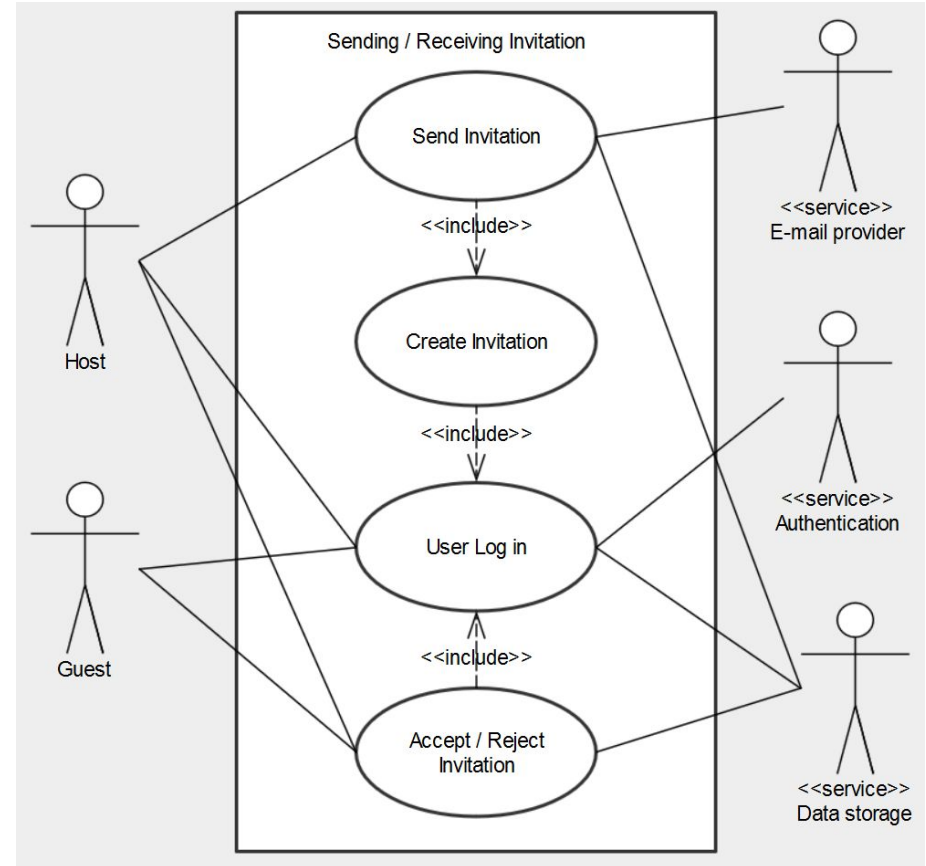 Sending / Receiving Invitation
Send Invitation
<<include>>
Create Invitation
<<include>>
User Log in
<<include>>
Accept / Reject
Invitation
Host
Guest
<<service>>
E-mail provider
<<service>>
Authentication
<<service>>
Data storage